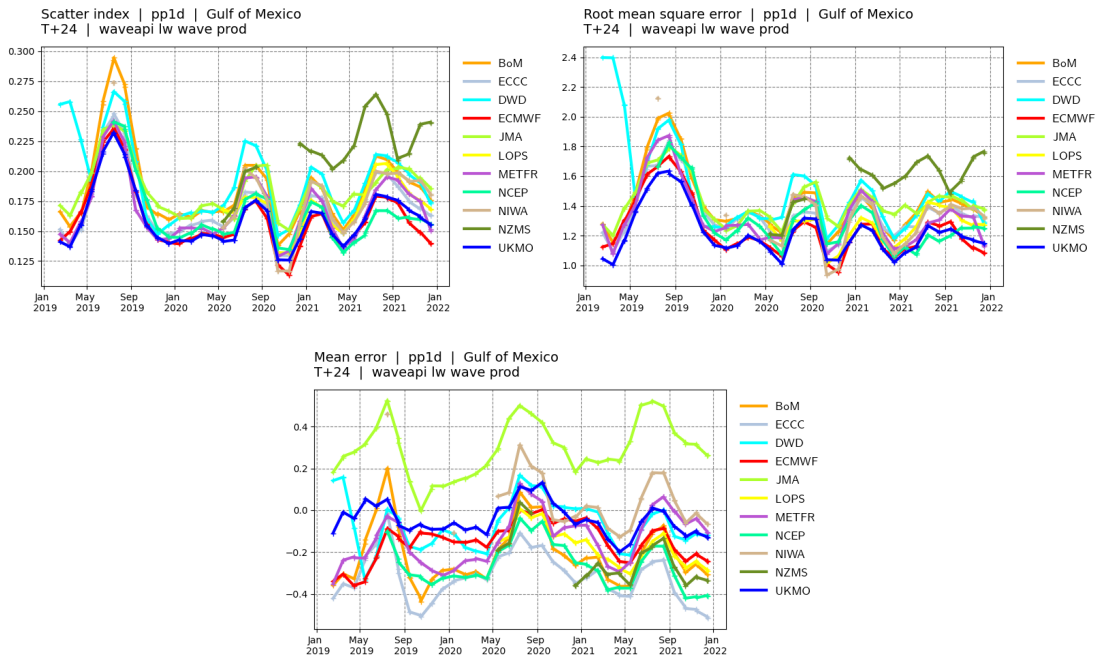 Scatter index | pp1d | Gulf of Mexico
T+24 | waveapi lw wave prod
0.300
0.275
0.250
0.225
0.200
0.175
0.150
0.125
Jan May Sep Jan May Sep Jan May Sep Jan
2019 2019 2019 2020 2020 2020 2021 2021 2021 2022
BoM
ECCC
DWD
ECMWF
JMA
LOPS
METFR
NCEP
NIWA
NZMS
UKMO
Root mean square error | pp1d | Gulf of Mexico
T+24 | waveapi lw wave prod
2.4
2.2
2.0
1.8
1.6
1.4
1.2
1.0
Jan May Sep Jan May Sep Jan May Sep Jan
2019 2019 2019 2020 2020 2020 2021 2021 2021 2022
BoM
ECCC
DWD
ECMWF
JMA
LOPS
METFR
NCEP
NIWA
NZMS
UKMO
Mean error | pp1d | Gulf of Mexico
T+24 | waveapi lw wave prod
0.4
0.2
0.0
−0.2
−0.4
Jan May Sep Jan May Sep Jan May Sep Jan
2019 2019 2019 2020 2020 2020 2021 2021 2021 2022
BoM
ECCC
DWD
ECMWF
JMA
LOPS
METFR
NCEP
NIWA
NZMS
UKMO